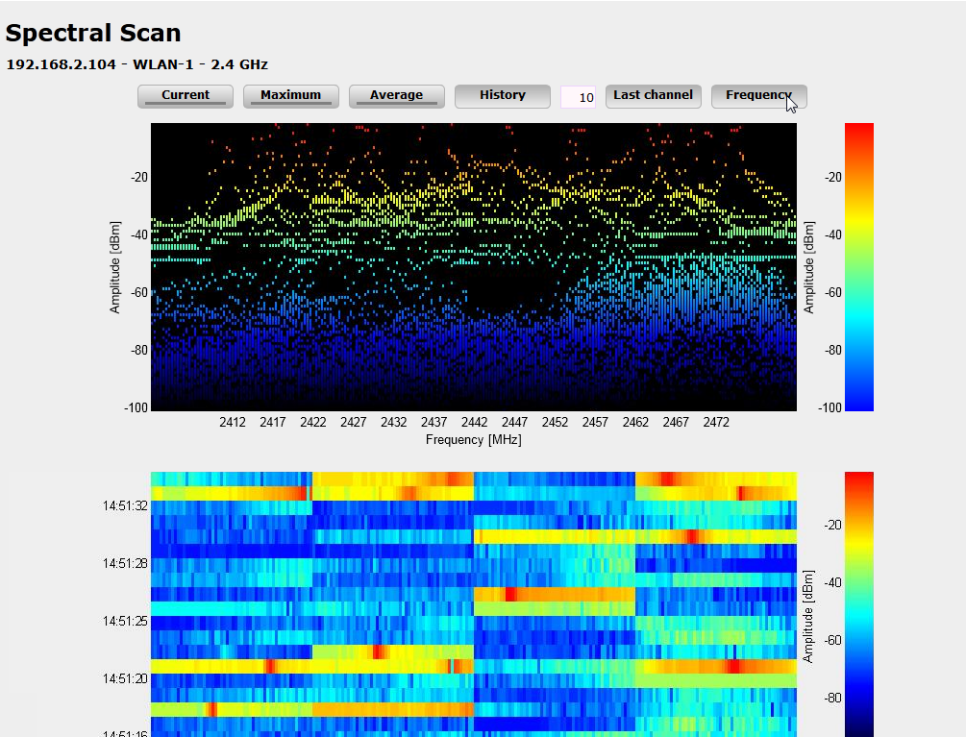 Spectral Scan
192.168.2.104 - WLAN-1 - 2.4 GHz
Current Maximum Average History 10 Last channel Frequency
-20 -20
-40 -40
-60 -60
-80 -80
-100 -100
Amplitude [dBm] Amplitude [dBm]
2412 2417 2422 2427 2432 2437 2442 2447 2452 2457 2462 2467 2472
Frequency [MHz]
14:51:32
-20
14:51:28
-40
14:51:25
-60
14:51:20
-80
14:51:16
Amplitude [dBm]